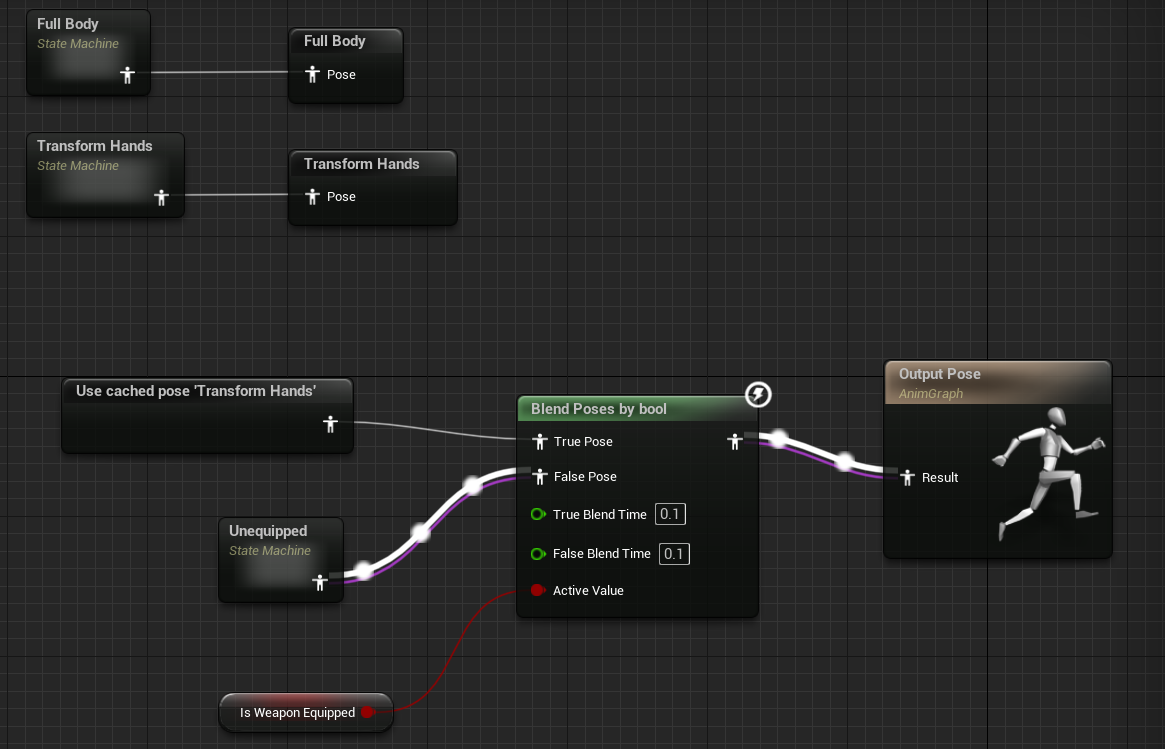 Full Body
State Machine
Full Body
Pose
Transform Hands
State Machine
Transform Hands
Pose
Use cached pose 'Transform Hands'
Blend Poses by bool
True Pose
False Pose
True Blend Time 0.1
False Blend Time 0.1
Active Value
Output Pose
AnimGraph
Result
Unequipped
State Machine
Is Weapon Equipped